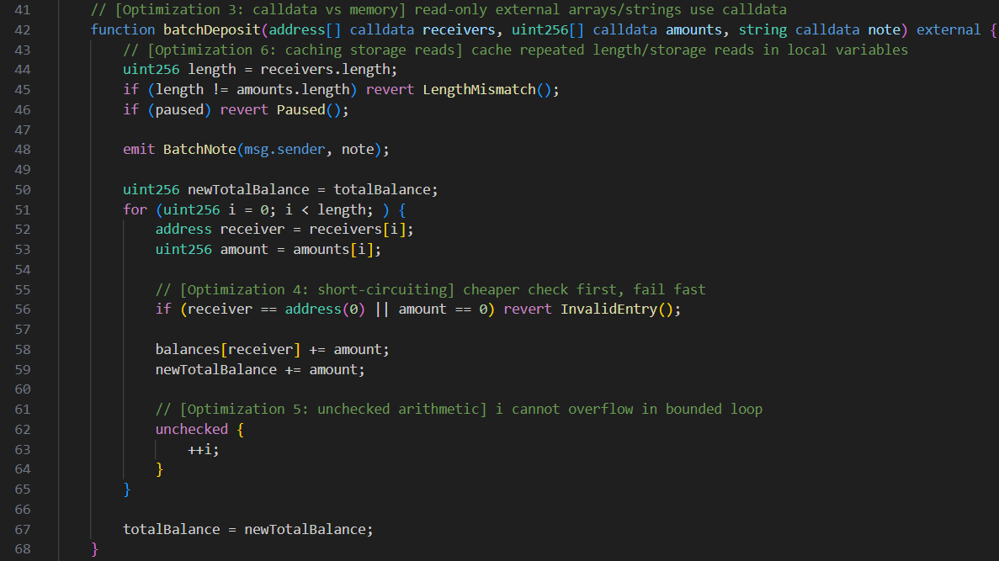 41 // [Optimization 3: calldata vs memory] read-only external arrays/strings use calldata
42 function batchDeposit(address[] calldata receivers, uint256[] calldata amounts, string calldata note) external {
43 // [Optimization 6: caching storage reads] cache repeated length/storage reads in local variables
44 uint256 length = receivers.length;
45 if (length != amounts.length) revert LengthMismatch();
46 if (paused) revert Paused();
47
48 emit BatchNote(msg.sender, note);
49
50 uint256 newTotalBalance = totalBalance;
51 for (uint256 i = 0; i < length; ) {
52 address receiver = receivers[i];
53 uint256 amount = amounts[i];
54
55 // [Optimization 4: short-circuiting] cheaper check first, fail fast
56 if (receiver == address(0) || amount == 0) revert InvalidEntry();
57
58 balances[receiver] += amount;
59 newTotalBalance += amount;
60
61 // [Optimization 5: unchecked arithmetic] i cannot overflow in bounded loop
62 unchecked {
63 ++i;
64 }
65 }
66
67 totalBalance = newTotalBalance;
68 }